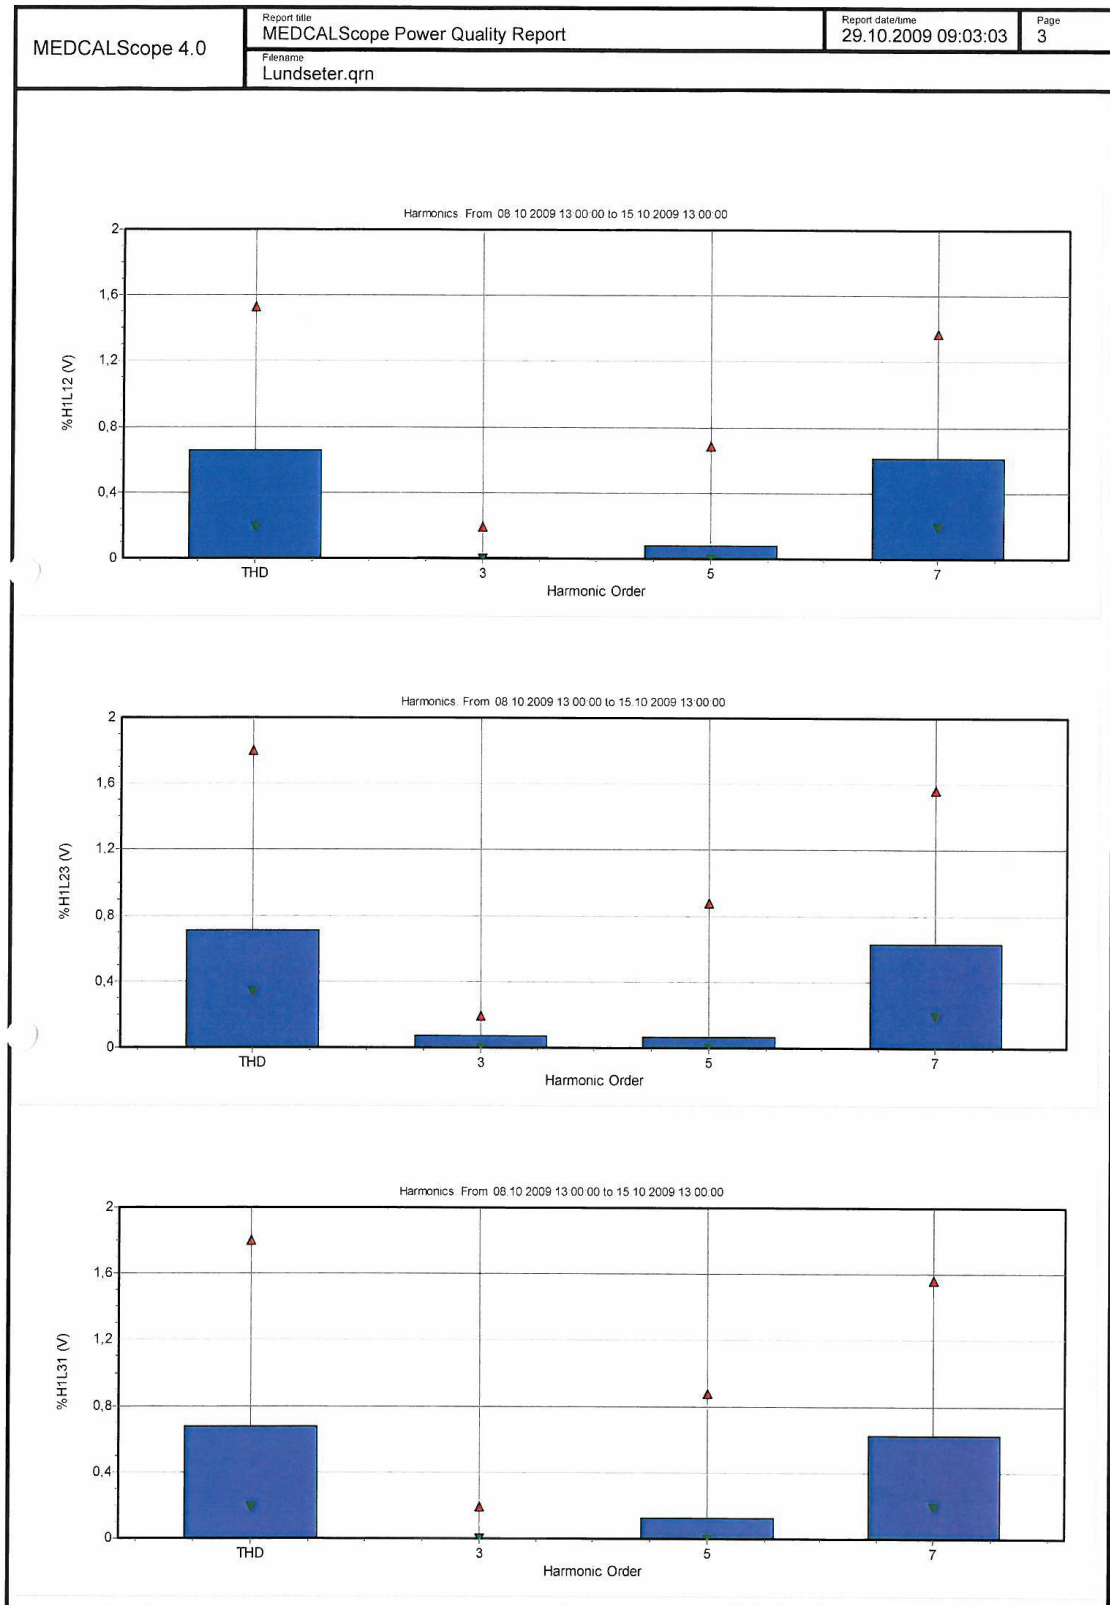 MEDCALScope 4.0
Report title
MEDCALScope Power Quality Report
Report date/time
29.10.2009 09:03:03
Page
3
Filename
Lundseter.qrn
Harmonics. From 08.10.2009 13:00:00 to 15.10.2009 13:00:00
%H1L12 (V)
2
1,6
1,2
0,8
0,4
0
THD 3 5 7
Harmonic Order
Harmonics. From 08.10.2009 13:00:00 to 15.10.2009 13:00:00
%H1L23 (V)
2
1,6
1,2
0,8
0,4
0
THD 3 5 7
Harmonic Order
Harmonics. From 08.10.2009 13:00:00 to 15.10.2009 13:00:00
%H1L31 (V)
2
1,6
1,2
0,8
0,4
0
THD 3 5 7
Harmonic Order